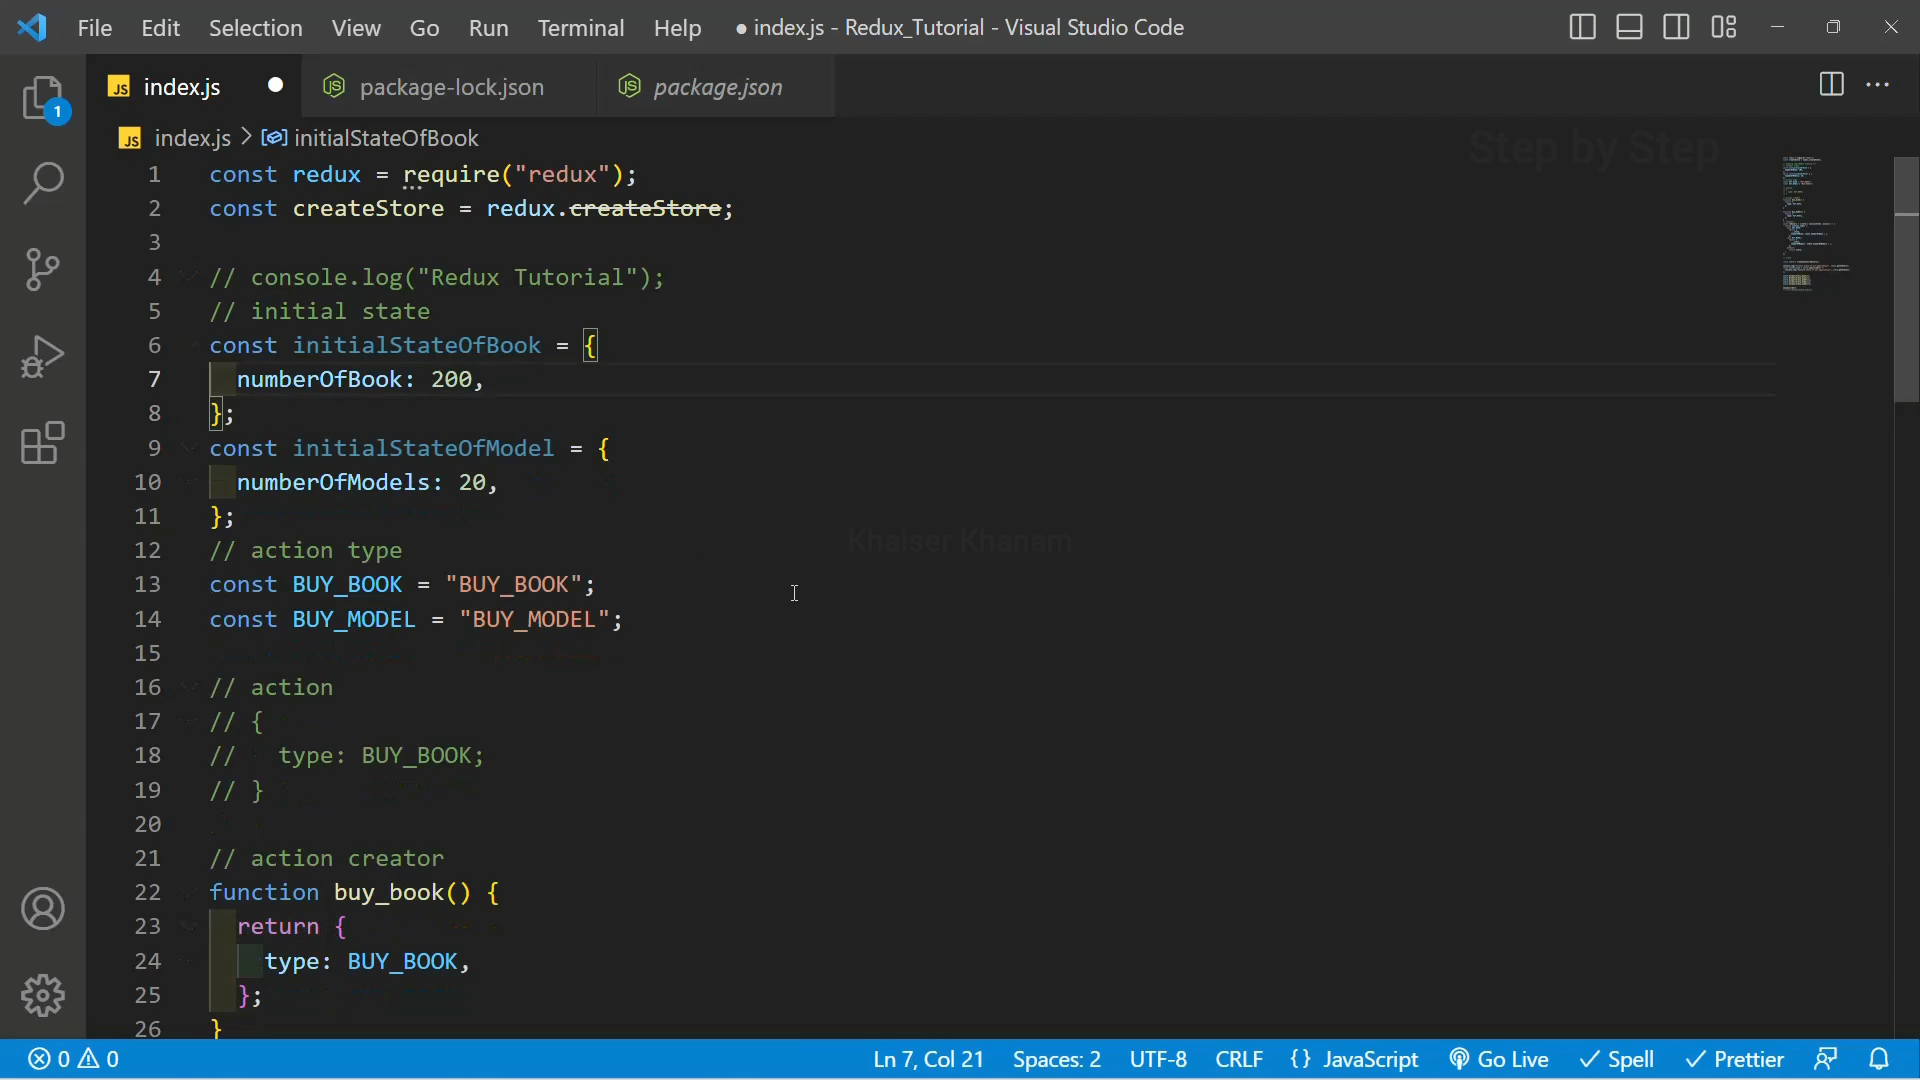 File Edit Selection View Go Run Terminal Help ● index.js - Redux_Tutorial - Visual Studio Code
index.js package-lock.json package.json
1
index.js > initialStateOfBook
Step by Step
1 const redux = require("redux");
2 const createStore = redux.createStore;
3
4 // console.log("Redux Tutorial");
5 // initial state
6 const initialStateOfBook = {
7 numberOfBook: 200,
8 };
9 const initialStateOfModel = {
10 numberOfModels: 20,
11 };
Khaiser Khanam
12 // action type
13 const BUY_BOOK = "BUY_BOOK";
14 const BUY_MODEL = "BUY_MODEL";
15
16 // action
17 // {
18 //   type: BUY_BOOK;
19 // }
20
21 // action creator
22 function buy_book() {
23 return {
24 type: BUY_BOOK,
25 };
26 }
0 0 Ln 7, Col 21 Spaces: 2 UTF-8 CRLF {} JavaScript Go Live Spell Prettier